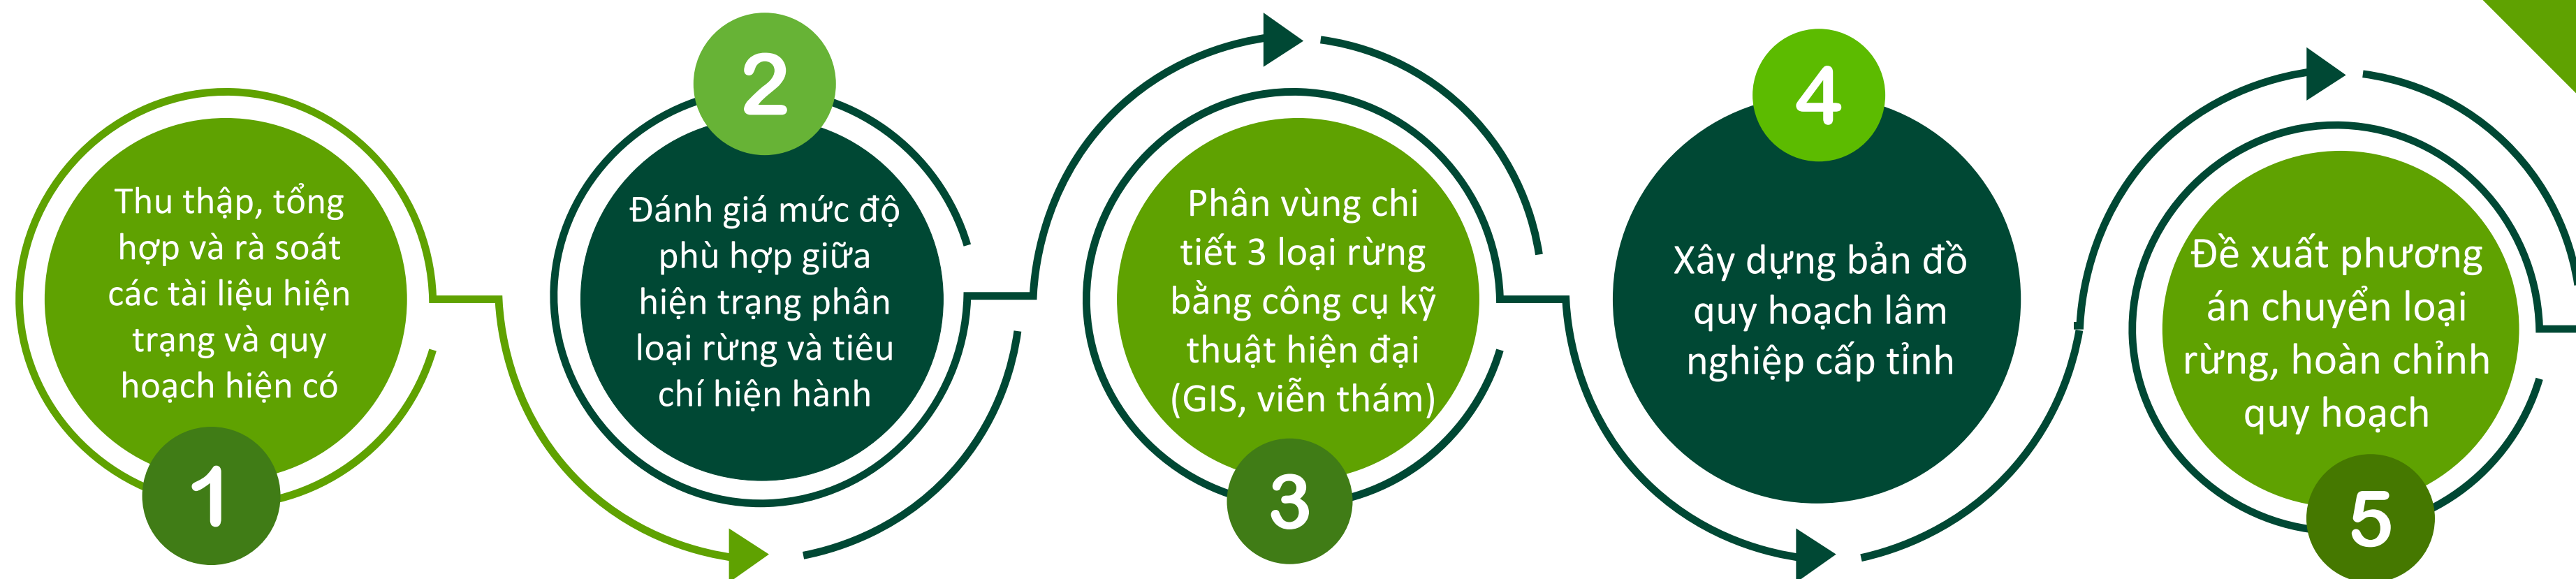 Thu thập, tổng
hợp và rà soát
các tài liệu hiện
trạng và quy
hoạch hiện có
1
2
Đánh giá mức độ
phù hợp giữa
hiện trạng phân
loại rừng và tiêu
chí hiện hành
Phân vùng chi
tiết 3 loại rừng
bằng công cụ kỹ
thuật hiện đại
(GIS, viễn thám)
3
4
Xây dựng bản đồ
quy hoạch lâm
nghiệp cấp tỉnh
Đề xuất phương
án chuyển loại
rừng, hoàn chỉnh
quy hoạch
5